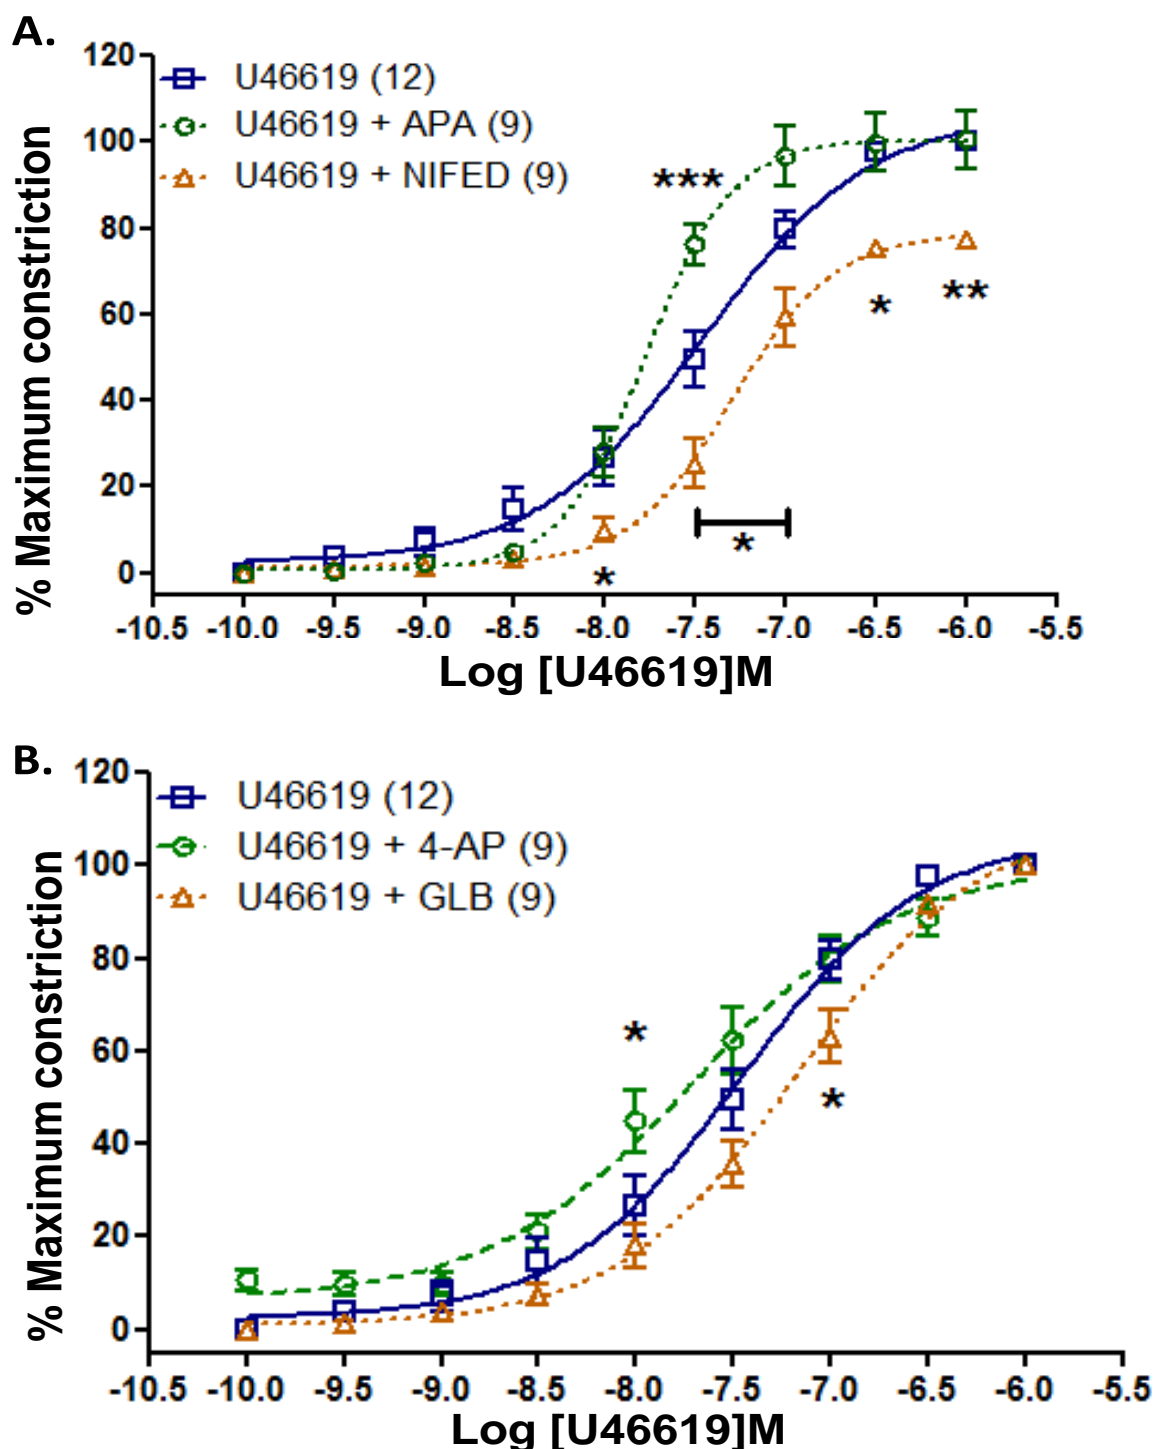 A.
120
100
80
60
40
20
0
% Maximum constriction
U46619 (12)
U46619 + APA (9)
U46619 + NIFED (9)
***
*
**
*
*
-10.5 -10.0 -9.5 -9.0 -8.5 -8.0 -7.5 -7.0 -6.5 -6.0 -5.5
Log [U46619]M
B.
120
100
80
60
40
20
0
% Maximum constriction
U46619 (12)
U46619 + 4-AP (9)
U46619 + GLB (9)
*
*
-10.5 -10.0 -9.5 -9.0 -8.5 -8.0 -7.5 -7.0 -6.5 -6.0 -5.5
Log [U46619]M